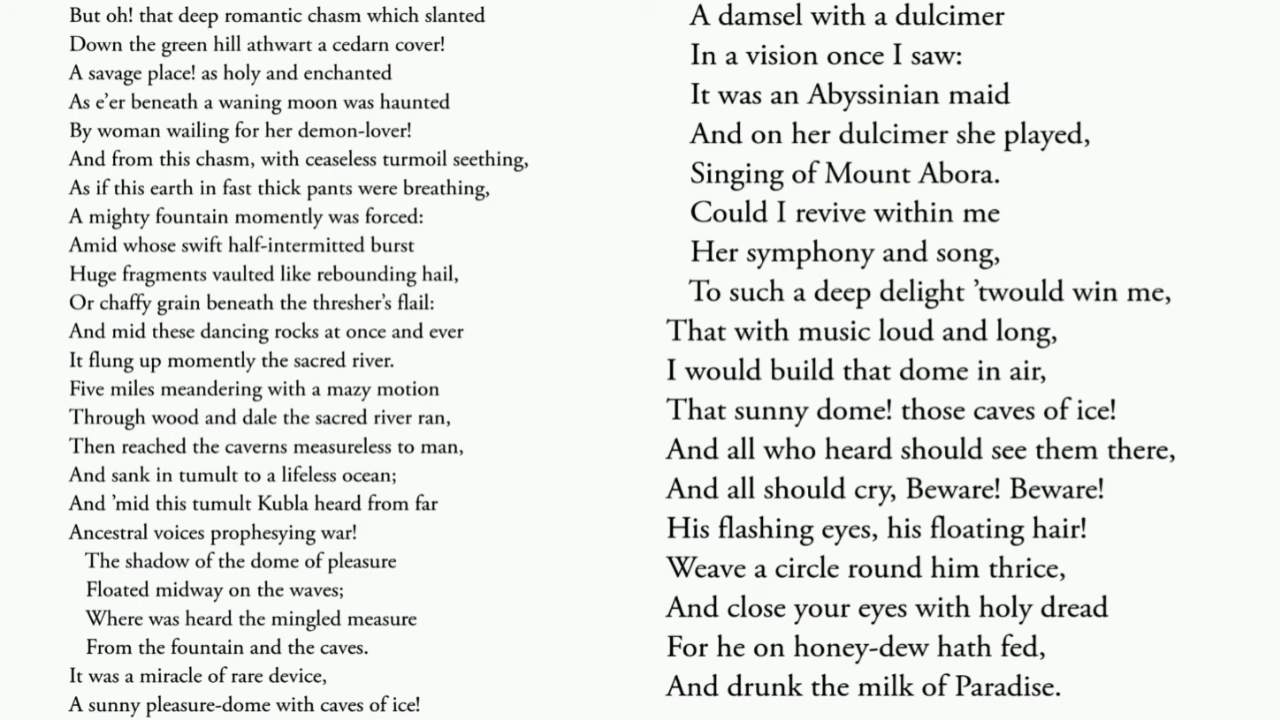 But oh! that deep romantic chasm which slanted
Down the green hill athwart a cedarn cover!
A savage place! as holy and enchanted
As e’er beneath a waning moon was haunted
By woman wailing for her demon-lover!
And from this chasm, with ceaseless turmoil seething,
As if this earth in fast thick pants were breathing,
A mighty fountain momently was forced:
Amid whose swift half-intermitted burst
Huge fragments vaulted like rebounding hail,
Or chaffy grain beneath the thresher’s flail:
And mid these dancing rocks at once and ever
It flung up momently the sacred river.
Five miles meandering with a mazy motion
Through wood and dale the sacred river ran,
Then reached the caverns measureless to man,
And sank in tumult to a lifeless ocean;
And ’mid this tumult Kubla heard from far
Ancestral voices prophesying war!
The shadow of the dome of pleasure
Floated midway on the waves;
Where was heard the mingled measure
From the fountain and the caves.
It was a miracle of rare device,
A sunny pleasure-dome with caves of ice!
A damsel with a dulcimer
In a vision once I saw:
It was an Abyssinian maid
And on her dulcimer she played,
Singing of Mount Abora.
Could I revive within me
Her symphony and song,
To such a deep delight ’twould win me,
That with music loud and long,
I would build that dome in air,
That sunny dome! those caves of ice!
And all who heard should see them there,
And all should cry, Beware! Beware!
His flashing eyes, his floating hair!
Weave a circle round him thrice,
And close your eyes with holy dread
For he on honey-dew hath fed,
And drunk the milk of Paradise.